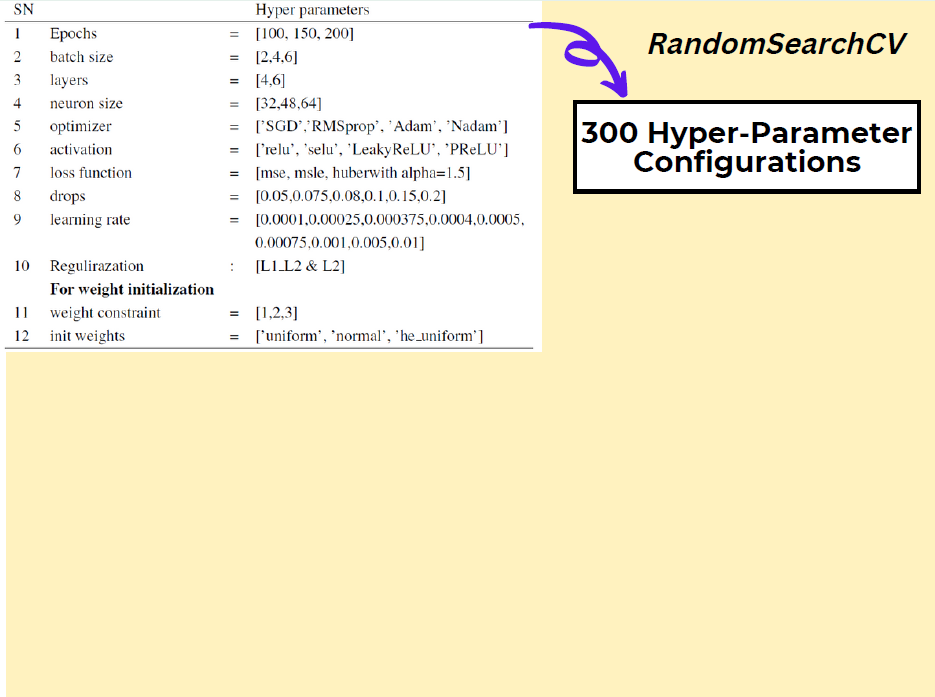 SN Hyper parameters
1 Epochs = [100, 150, 200]
2 batch size = [2,4,6]
3 layers = [4,6]
4 neuron size = [32,48,64]
5 optimizer = ['SGD','RMSprop', 'Adam', 'Nadam']
6 activation = ['relu', 'selu', 'LeakyReLU', 'PReLU']
7 loss function = [mse, msle, huberwith alpha=1.5]
8 drops = [0.05,0.075,0.08,0.1,0.15,0.2]
9 learning rate = [0.0001,0.00025,0.000375,0.0004,0.0005,
0.00075,0.001,0.005,0.01]
10 Regulirazation : [L1_L2 & L2]
For weight initialization
11 weight constraint = [1,2,3]
12 init weights = ['uniform', 'normal', 'he_uniform']
RandomSearchCV
300 Hyper-Parameter
Configurations